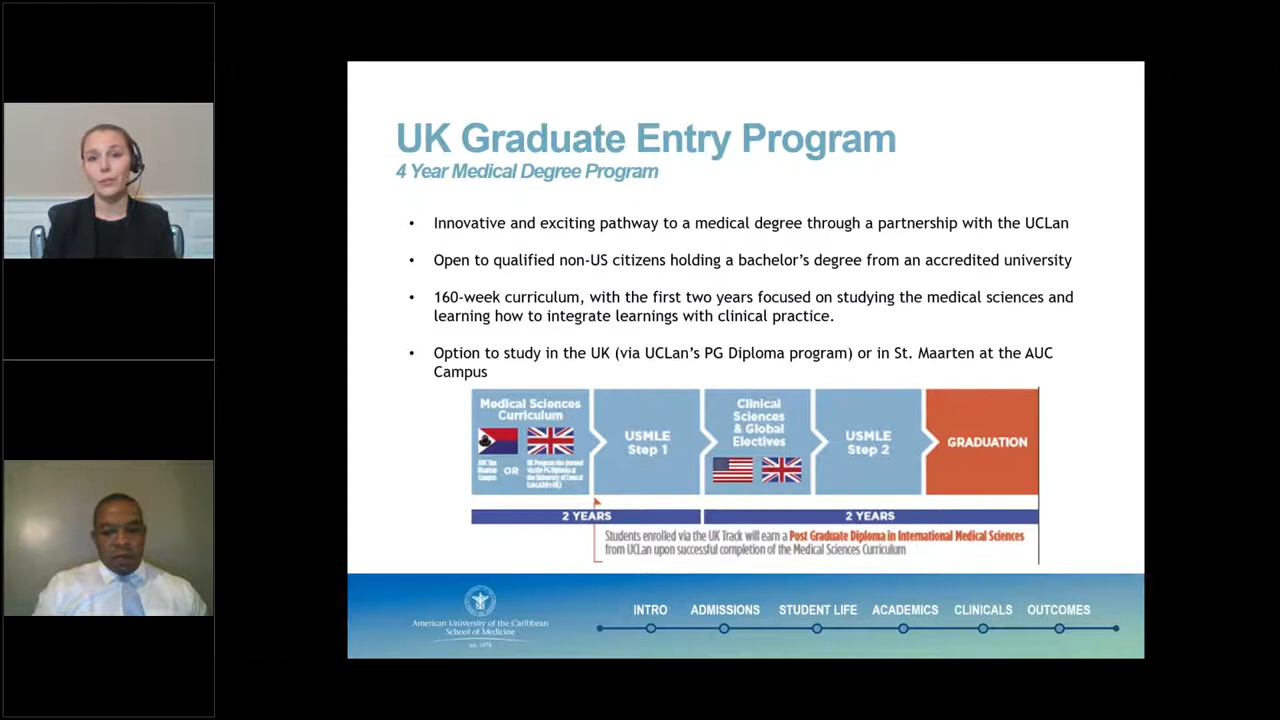 UK Graduate Entry Program
4 Year Medical Degree Program
• Innovative and exciting pathway to a medical degree through a partnership with the UCLan
• Open to qualified non-US citizens holding a bachelor's degree from an accredited university
• 160-week curriculum, with the first two years focused on studying the medical sciences and
learning how to integrate learnings with clinical practice.
• Option to study in the UK (via UCLan's PG Diploma program) or in St. Maarten at the AUC
Campus
Medical Sciences
Curriculum
OR
USMLE
Step 1
Clinical
Sciences
& Global
Electives
USMLE
Step 2
GRADUATION
2 YEARS
2 YEARS
Students enrolled via the UK Track will earn a Post Graduate Diploma in International Medical Sciences
from UCLan upon successful completion of the Medical Sciences Curriculum
American University of the Caribbean
School of Medicine
INTRO
ADMISSIONS
STUDENT LIFE
ACADEMICS
CLINICALS
OUTCOMES